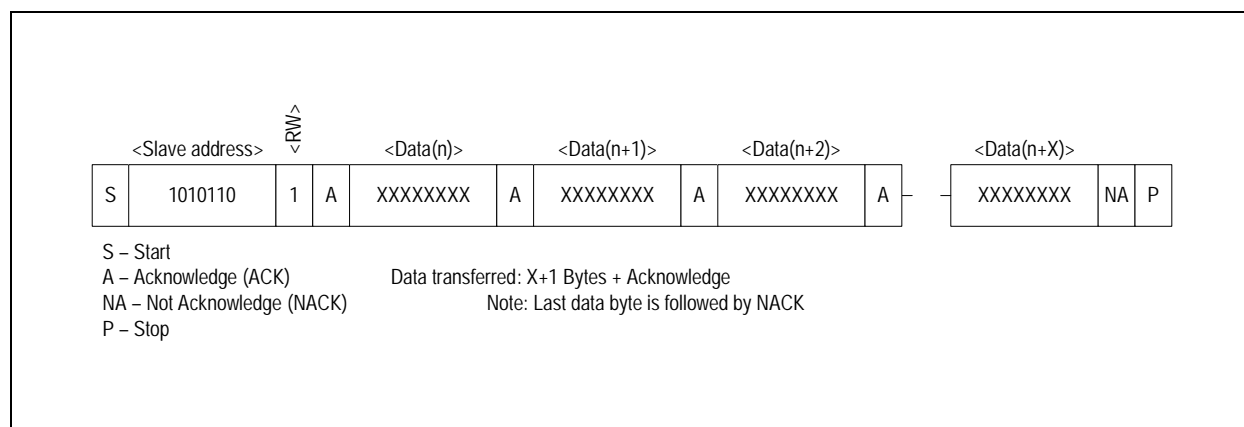 <RW>
<Slave address> <Data(n)> <Data(n+1)> <Data(n+2)> <Data(n+X)>
S 1010110 1 A XXXXXXXX A XXXXXXXX A XXXXXXXX A XXXXXXXX NA P
S – Start
A – Acknowledge (ACK) Data transferred: X+1 Bytes + Acknowledge
NA – Not Acknowledge (NACK) Note: Last data byte is followed by NACK
P – Stop